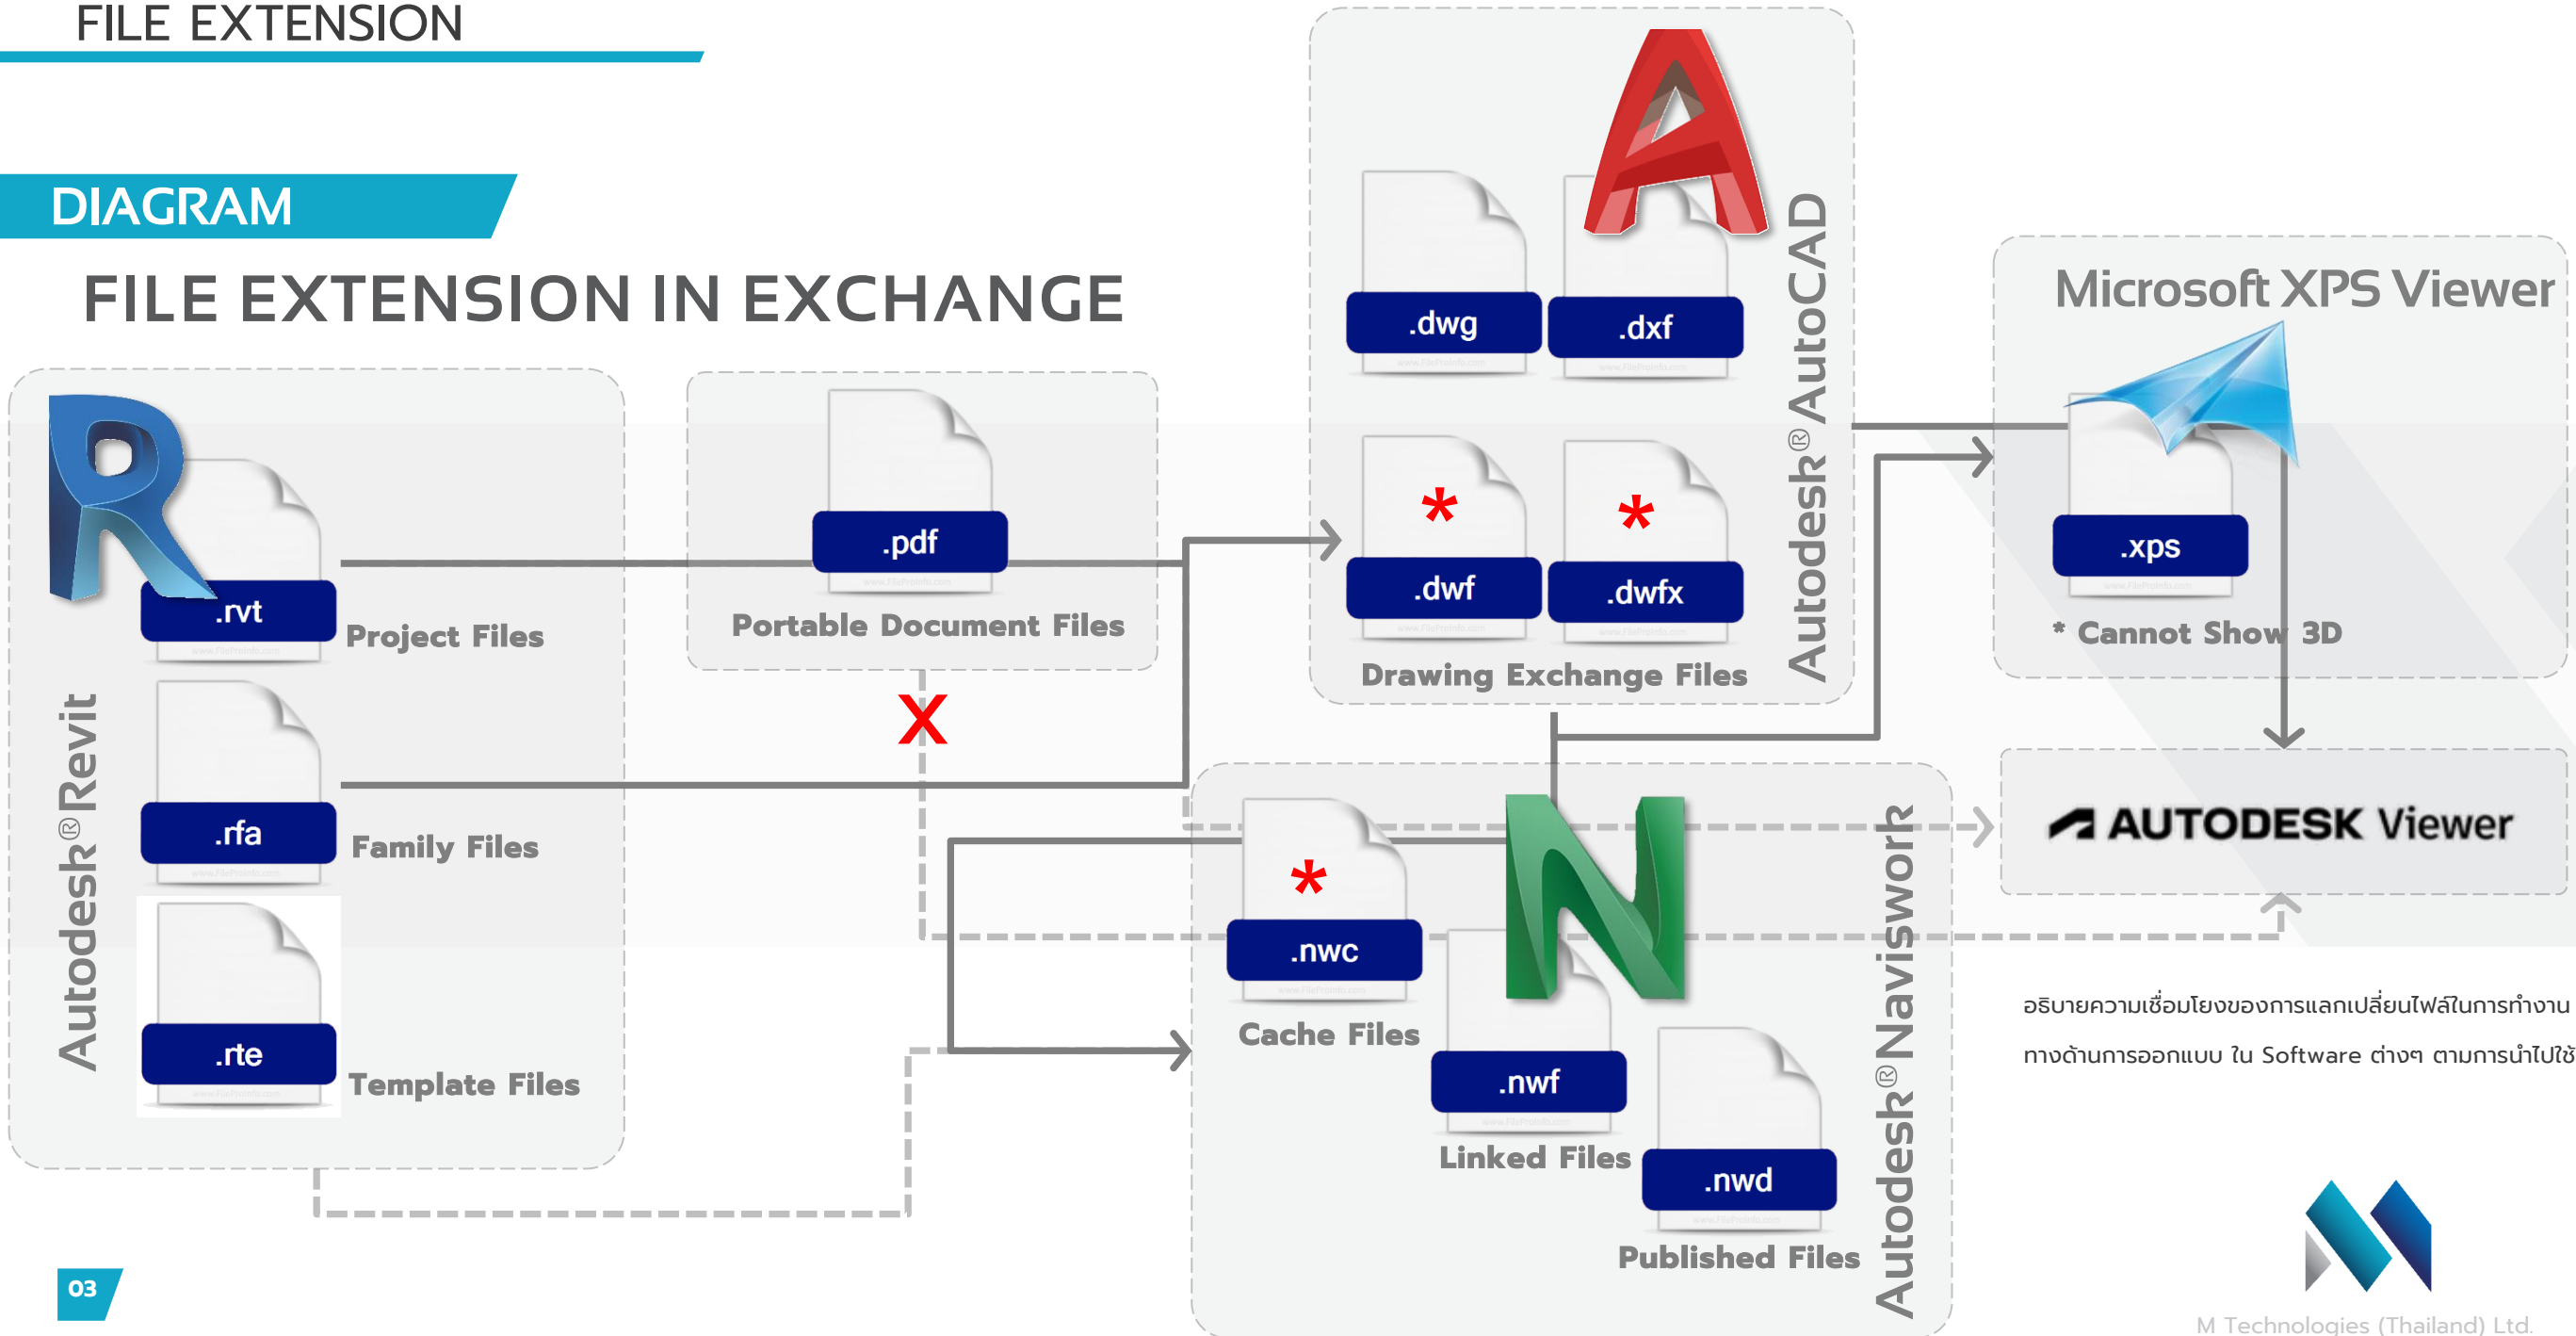 FILE EXTENSION
DIAGRAM
FILE EXTENSION IN EXCHANGE
.rvt
Project Files
.rfa
Family Files
.rte
Template Files
Autodesk®Revit
.pdf
Portable Document Files
X
.dwg
.dxf
*
*
.dwf
.dwfx
Drawing Exchange Files
Autodesk®AutoCAD
Microsoft XPS Viewer
.xps
* Cannot Show 3D
AUTODESK Viewer
*
.nwc
Cache Files
.nwf
Linked Files
.nwd
Published Files
Autodesk®Naviswork
อธิบายความเชื่อมโยงของการแลกเปลี่ยนไฟล์ในการทำงาน
ทางด้านการออกแบบ ใน Software ต่างๆ ตามการนำไปใช้
03
M Technologies (Thailand) Ltd.